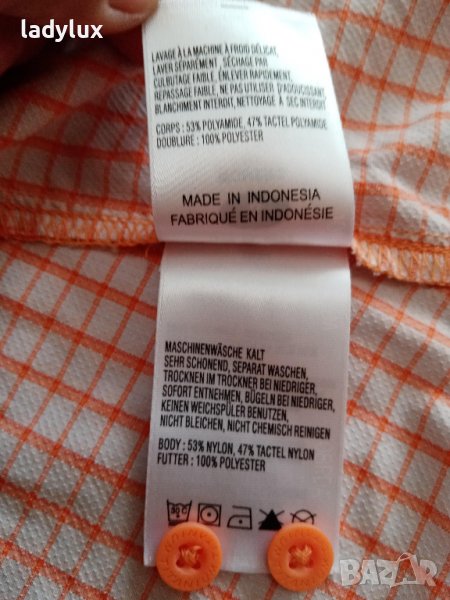 ladylux
LAVAGE À LA MACHINE À FROID DÉLICAT,
LAVER SÉPARÉMENT, SÉCHAGE PAR
CULBUTAGE FAIBLE, ENLEVER RAPIDEMENT,
REPASSAGE FAIBLE, NE PAS UTILISER D'ADOUCISSANT,
BLANCHIMENT INTERDIT, NETTOYAGE À SEC INTERDIT
CORPS : 53% POLYAMIDE, 47% TACTEL POLYAMIDE
DOUBLURE : 100% POLYESTER
MADE IN INDONESIA
FABRIQUÉ EN INDONÉSIE
MASCHINENWÄSCHE KALT
SEHR SCHONEND, SEPARAT WASCHEN,
TROCKNEN IM TROCKNER BEI NIEDRIGER,
SOFORT ENTNEHMEN, BÜGELN BEI NIEDRIGER,
KEINEN WEICHSPÜLER BENUTZEN,
NICHT BLEICHEN, NICHT CHEMISCH REINIGEN
BODY : 53% NYLON, 47% TACTEL NYLON
FUTTER : 100% POLYESTER
BAZAR